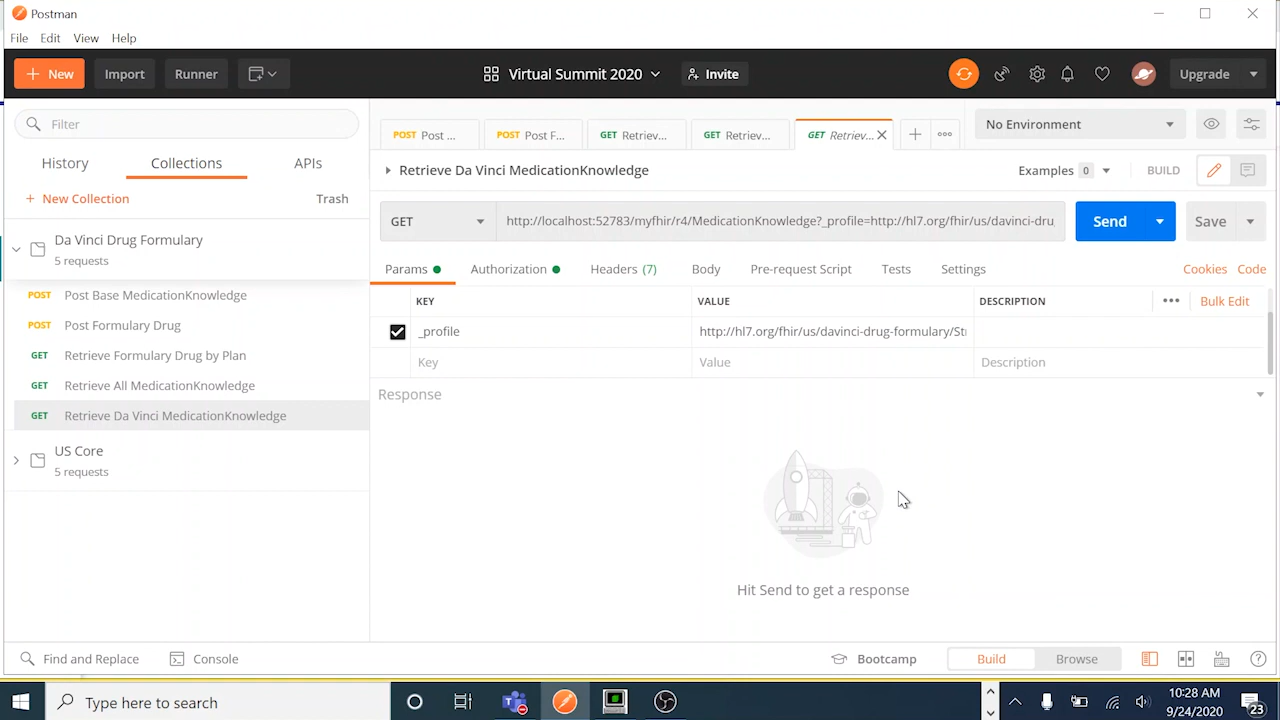 Postman
File Edit View Help
New Import Runner Virtual Summit 2020 Invite Upgrade
Filter
History Collections APIs
New Collection Trash
Da Vinci Drug Formulary
5 requests
POST Post Base MedicationKnowledge
POST Post Formulary Drug
GET Retrieve Formulary Drug by Plan
GET Retrieve All MedicationKnowledge
GET Retrieve Da Vinci MedicationKnowledge
US Core
5 requests
POST Post ... POST Post F... GET Retriev... GET Retriev... GET Retriev... No Environment
Retrieve Da Vinci MedicationKnowledge Examples 0 BUILD
GET http://localhost:52783/myfhir/r4/MedicationKnowledge?_profile=http://hl7.org/fhir/us/davinci-dru Send Save
Params Authorization Headers (7) Body Pre-request Script Tests Settings Cookies Code
KEY VALUE DESCRIPTION Bulk Edit
_profile http://hl7.org/fhir/us/davinci-drug-formulary/St
Key Value Description
Response
Hit Send to get a response
Find and Replace Console Bootcamp Build Browse
Type here to search
10:28 AM
9/24/2020
23